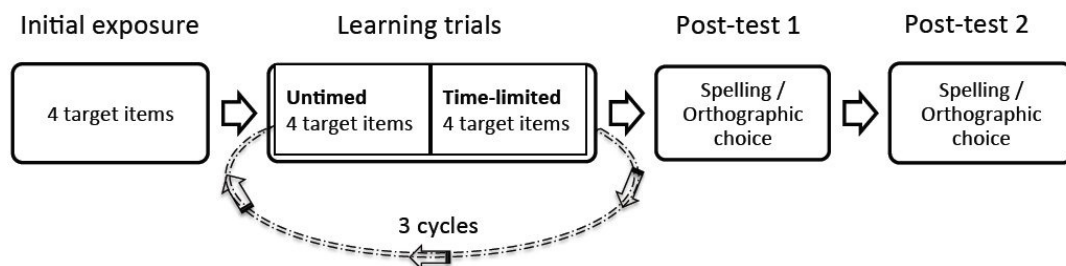 Initial exposure
Learning trials
Post-test 1
Post-test 2
4 target items
Untimed
4 target items
Time-limited
4 target items
Spelling /
Orthographic
choice
Spelling /
Orthographic
choice
3 cycles